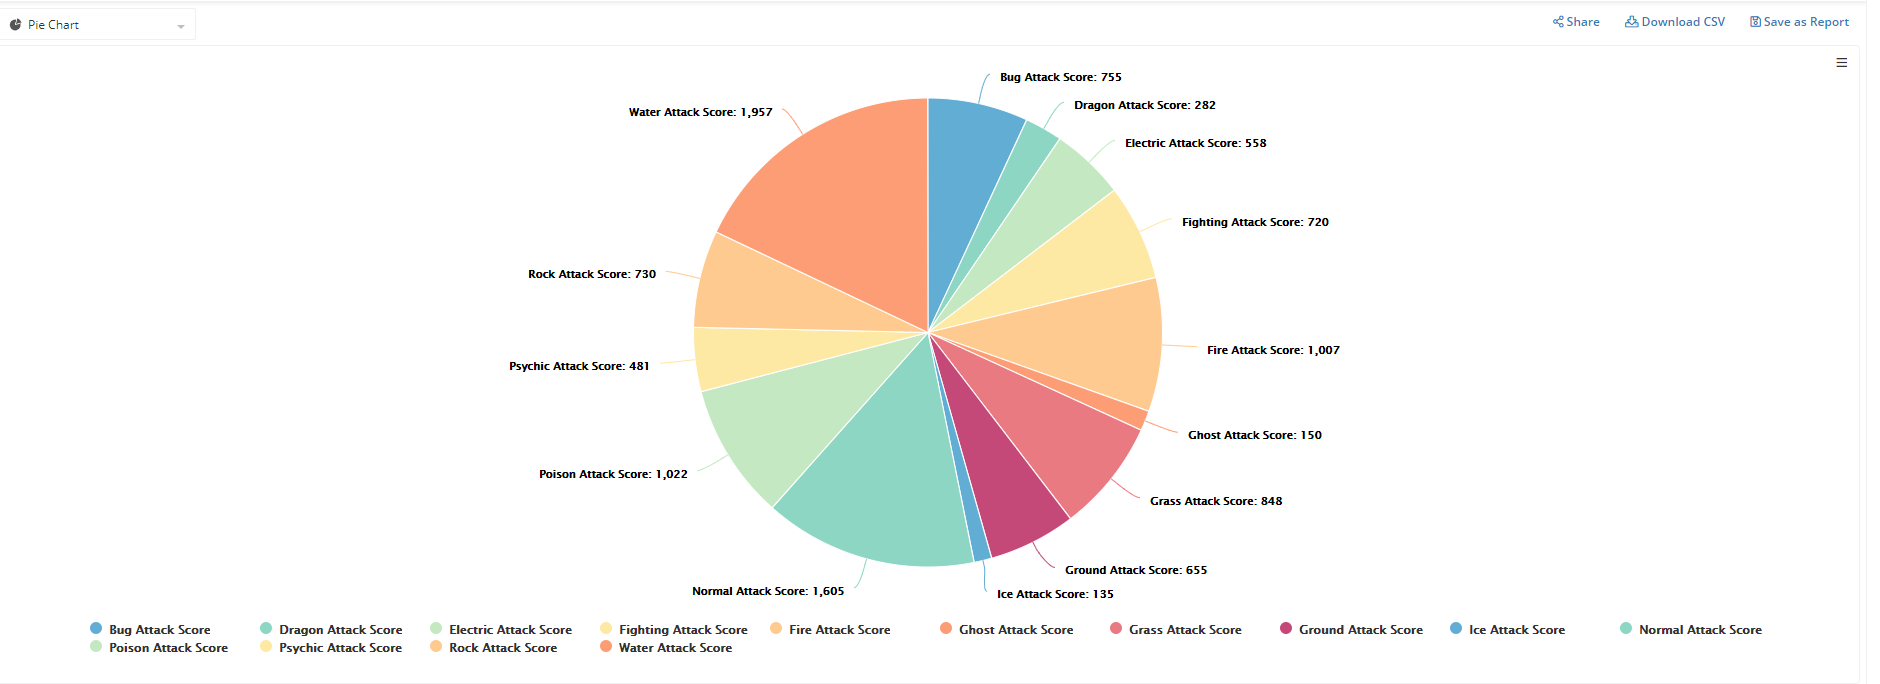 Pie Chart
Share Download CSV Save as Report
Bug Attack Score: 755
Dragon Attack Score: 282
Water Attack Score: 1,957
Electric Attack Score: 558
Fighting Attack Score: 720
Rock Attack Score: 730
Fire Attack Score: 1,007
Psychic Attack Score: 481
Ghost Attack Score: 150
Poison Attack Score: 1,022
Grass Attack Score: 848
Ground Attack Score: 655
Normal Attack Score: 1,605
Ice Attack Score: 135
Bug Attack Score Dragon Attack Score Electric Attack Score Fighting Attack Score Fire Attack Score Ghost Attack Score Grass Attack Score Ground Attack Score Ice Attack Score Normal Attack Score
Poison Attack Score Psychic Attack Score Rock Attack Score Water Attack Score